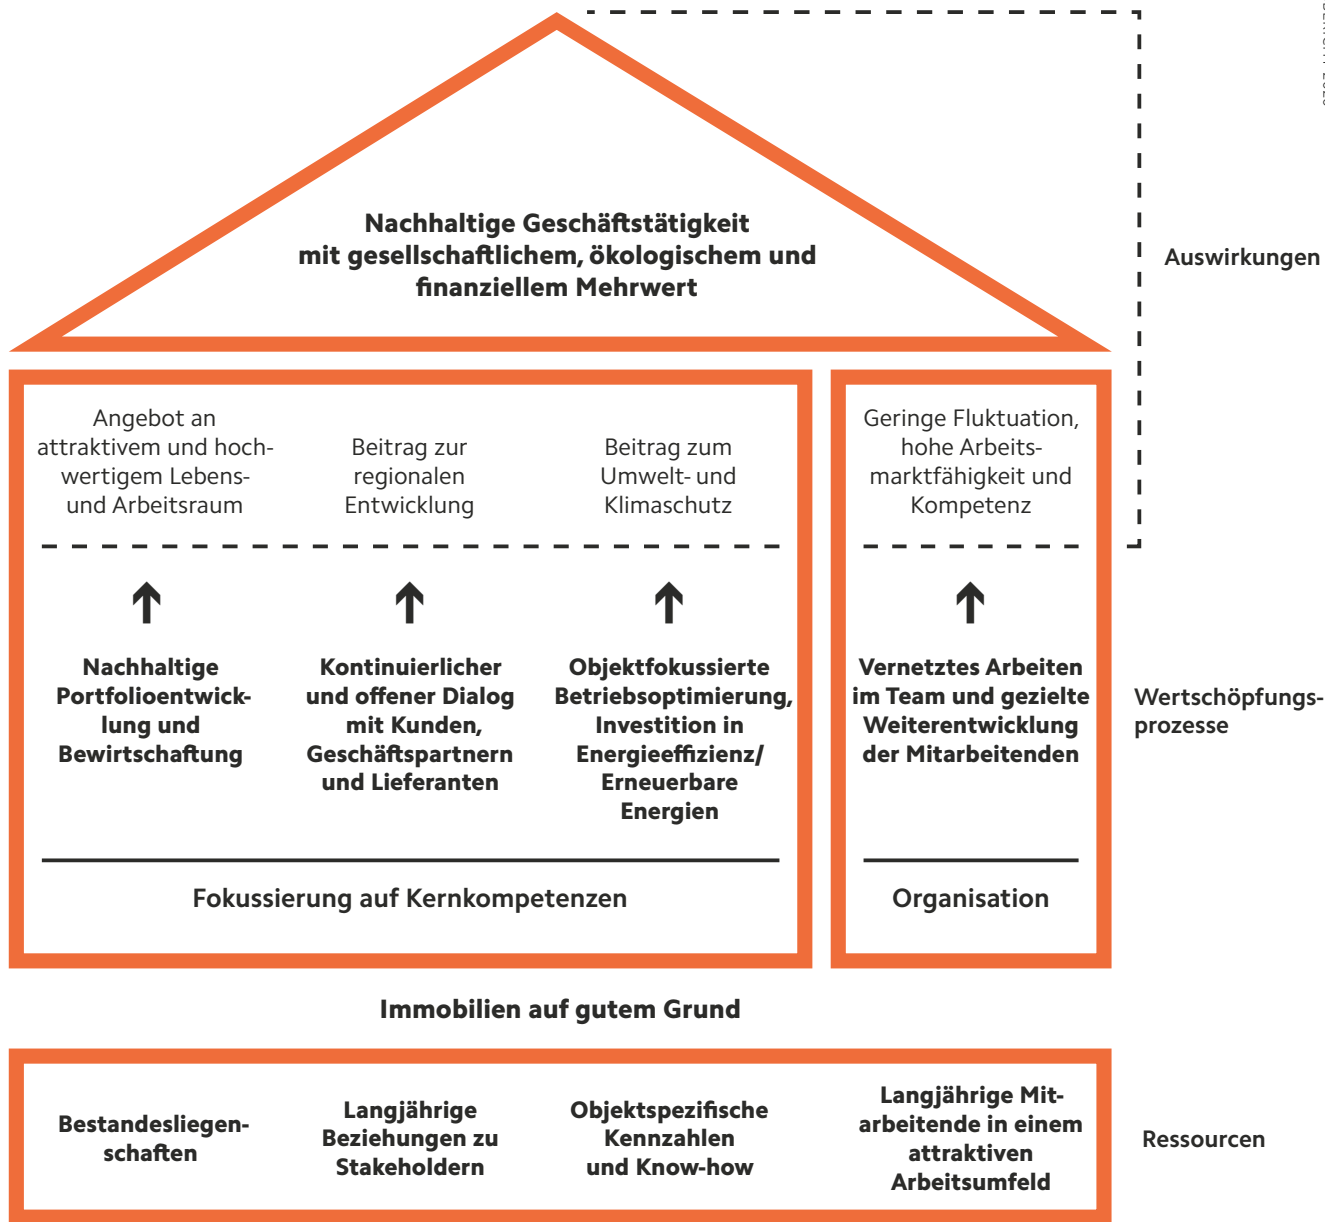 Nachhaltige Geschäftstätigkeit
mit gesellschaftlichem, ökologischem und
finanziellem Mehrwert
Auswirkungen
Angebot an
attraktivem und hoch-
wertigem Lebens-
und Arbeitsraum
Beitrag zur
regionalen
Entwicklung
Beitrag zum
Umwelt- und
Klimaschutz
Geringe Fluktuation,
hohe Arbeits-
marktfähigkeit und
Kompetenz
Nachhaltige
Portfolioentwick-
lung und
Bewirtschaftung
Kontinuierlicher
und offener Dialog
mit Kunden,
Geschäftspartnern
und Lieferanten
Objektfokussierte
Betriebsoptimierung,
Investition in
Energieeffizienz/
Erneuerbare
Energien
Vernetztes Arbeiten
im Team und gezielte
Weiterentwicklung
der Mitarbeitenden
Wertschöpfungs-
prozesse
Fokussierung auf Kernkompetenzen
Organisation
Immobilien auf gutem Grund
Bestandesliegen-
schaften
Langjährige
Beziehungen zu
Stakeholdern
Objektspezifische
Kennzahlen
und Know-how
Langjährige Mit-
arbeitende in einem
attraktiven
Arbeitsumfeld
Ressourcen